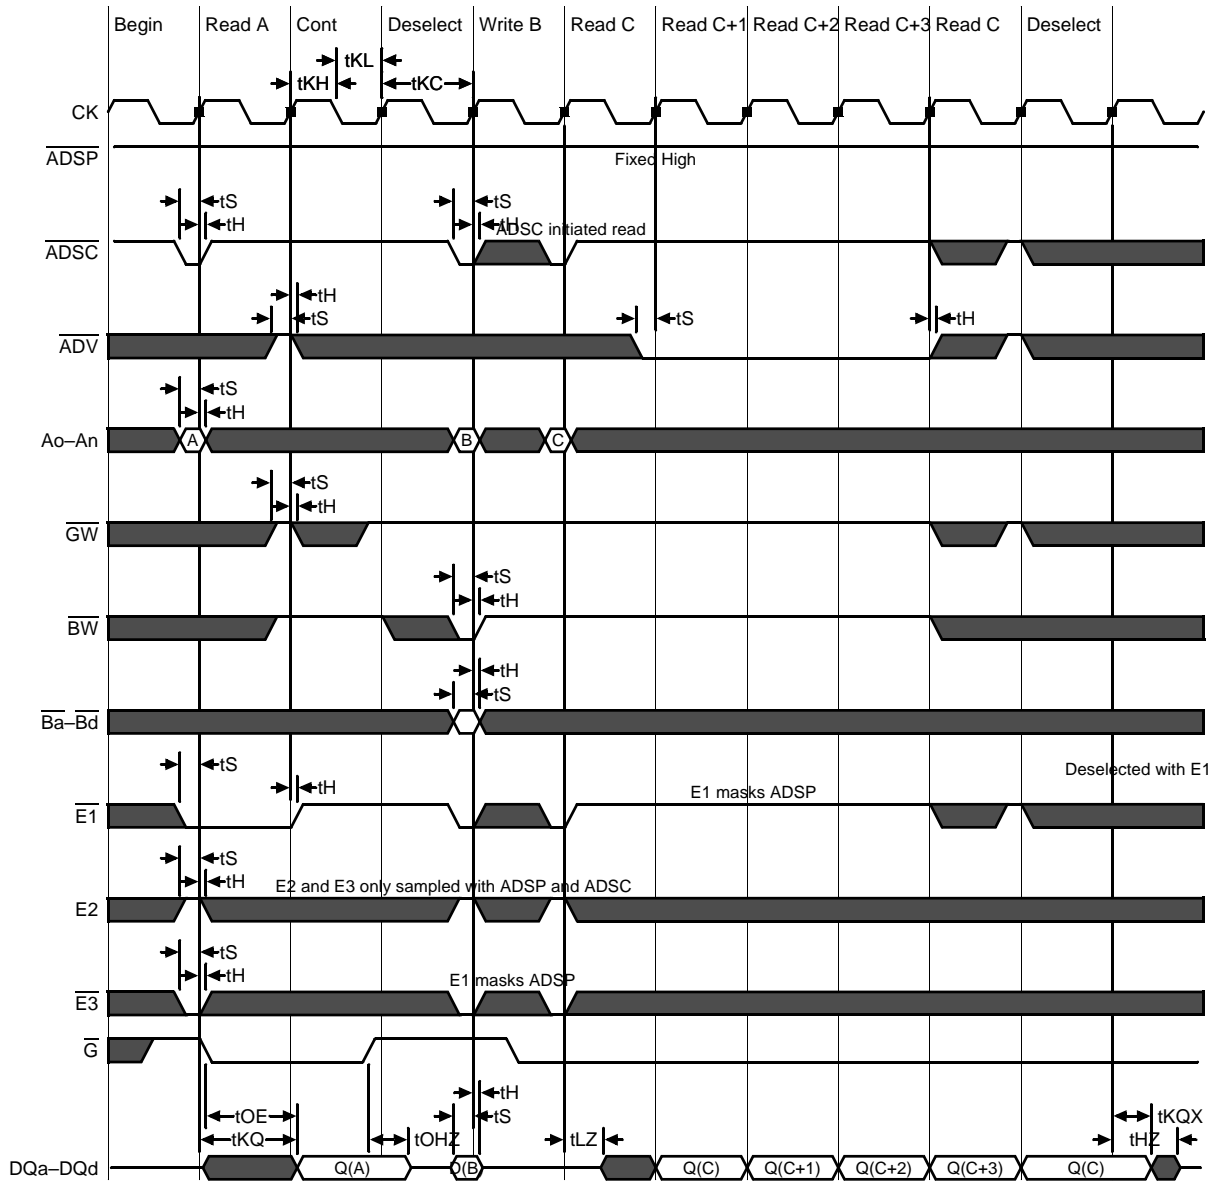 Begin Read A Cont Deselect Write B Read C Read C+1 Read C+2 Read C+3 Read C Deselect
tKL
tKH tKC
CK
ADSP
Fixed High
tS tS
tH tH
ADSC initiated read
ADSC
tH
tS tS tH
ADV
tS
tH
Ao–An A B C
tS
tH
GW
tS
tH
BW
tH
tS
Ba–Bd
tS
Deselected with E1
tH
E1 masks ADSP
E1
tS
tH
E2 and E3 only sampled with ADSP and ADSC
E2
tS
tH
E1 masks ADSP
E3
G
tH
tOE tS tKQX
tKQ tOHZ tLZ tHZ
DQa–DQd Q(A) D(B) Q(C) Q(C+1) Q(C+2) Q(C+3) Q(C)